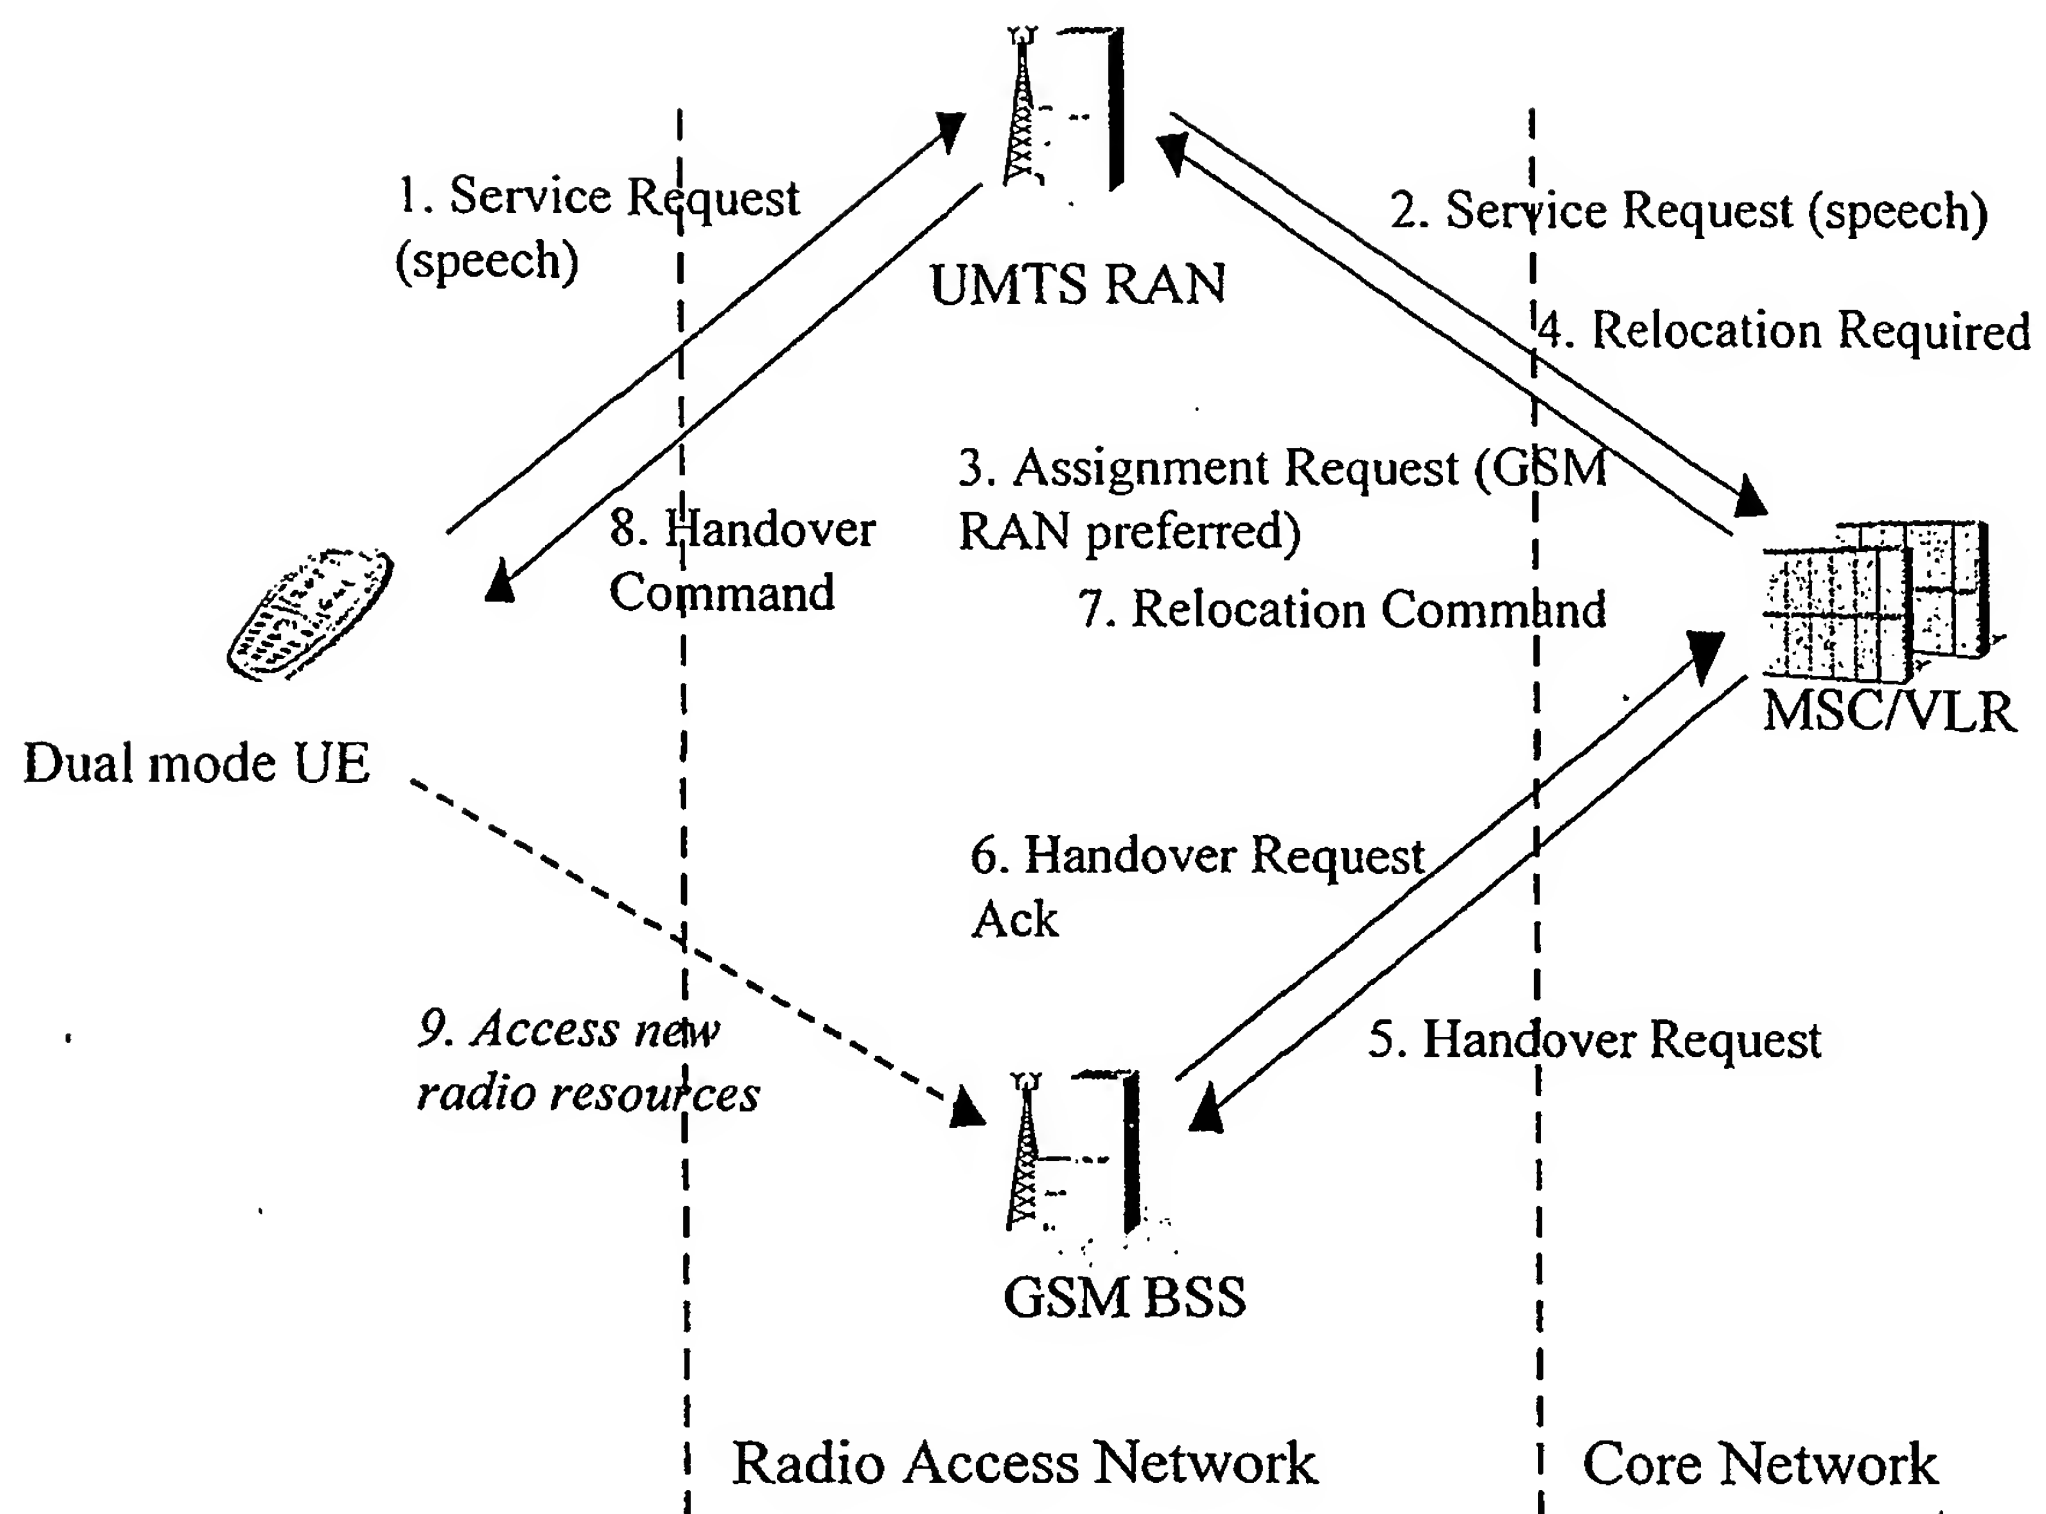 1. Service Request
(speech)
2. Service Request (speech)
UMTS RAN
4. Relocation Required
3. Assignment Request (GSM
RAN preferred)
8. Handover
Command
7. Relocation Command
MSC/VLR
Dual mode UE
6. Handover Request
Ack
9. Access new
radio resources
5. Handover Request
GSM BSS
Radio Access Network
Core Network